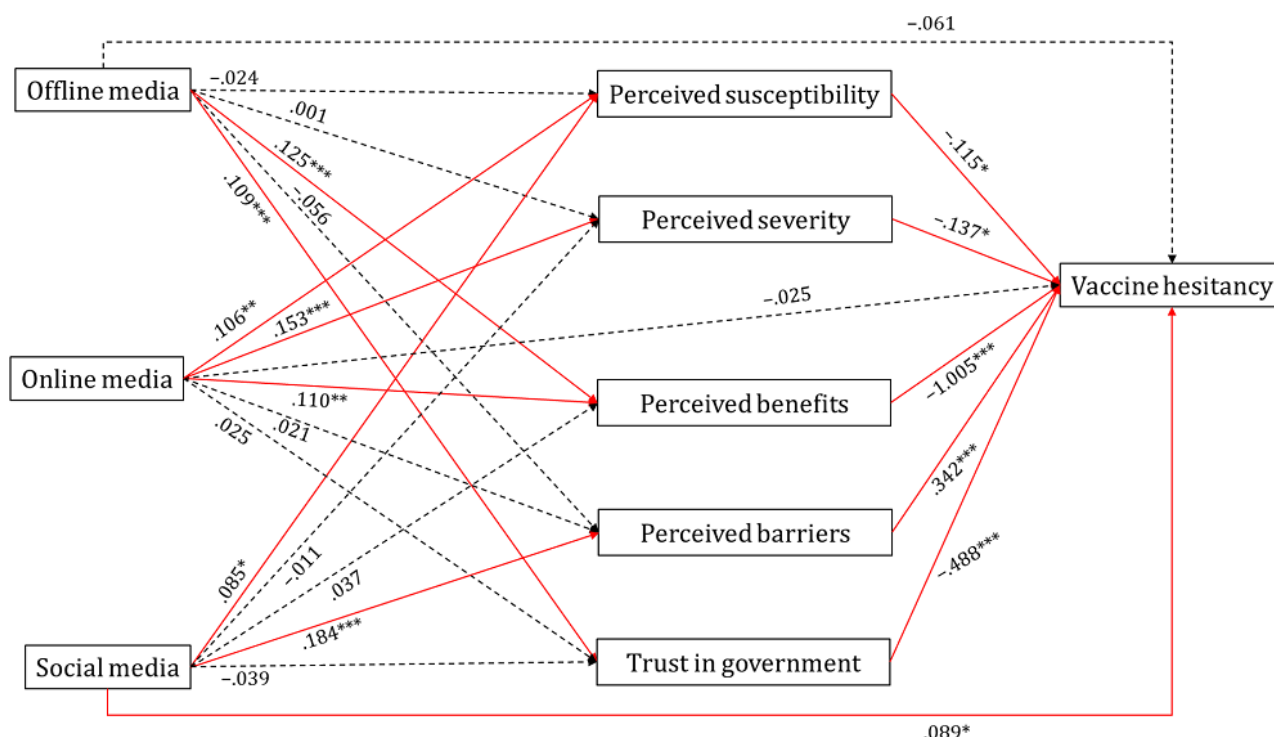 −.061
Offline media
−.024
Perceived susceptibility
.001
.125***
.109***
−.056
−.115*
Perceived severity
−.137*
Vaccine hesitancy
−.025
.106**
.153***
Online media
.110**
Perceived benefits
−1.005***
.021
.025
.342***
Perceived barriers
−.488***
.085*
−.011
.037
.184***
Social media
−.039
Trust in government
.089*